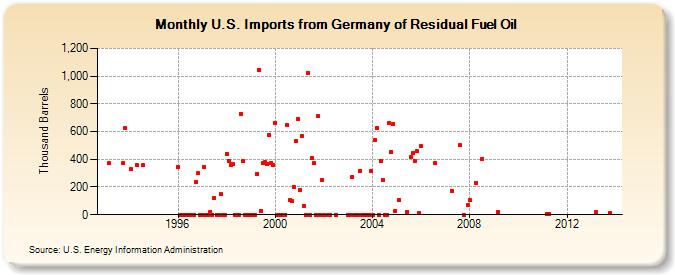 Monthly U.S. Imports from Germany of Residual Fuel Oil
Thousand Barrels
1,200
1,000
800
600
400
200
0
1996 2000 2004 2008 2012
Source: U.S. Energy Information Administration